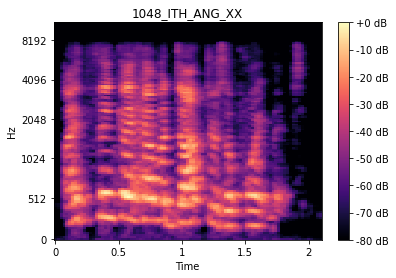 1048_ITH_ANG_XX
Hz
8192
4096
2048
1024
512
0
0
0.5
1
1.5
2
Time
+0 dB
-10 dB
-20 dB
-30 dB
-40 dB
-50 dB
-60 dB
-70 dB
-80 dB